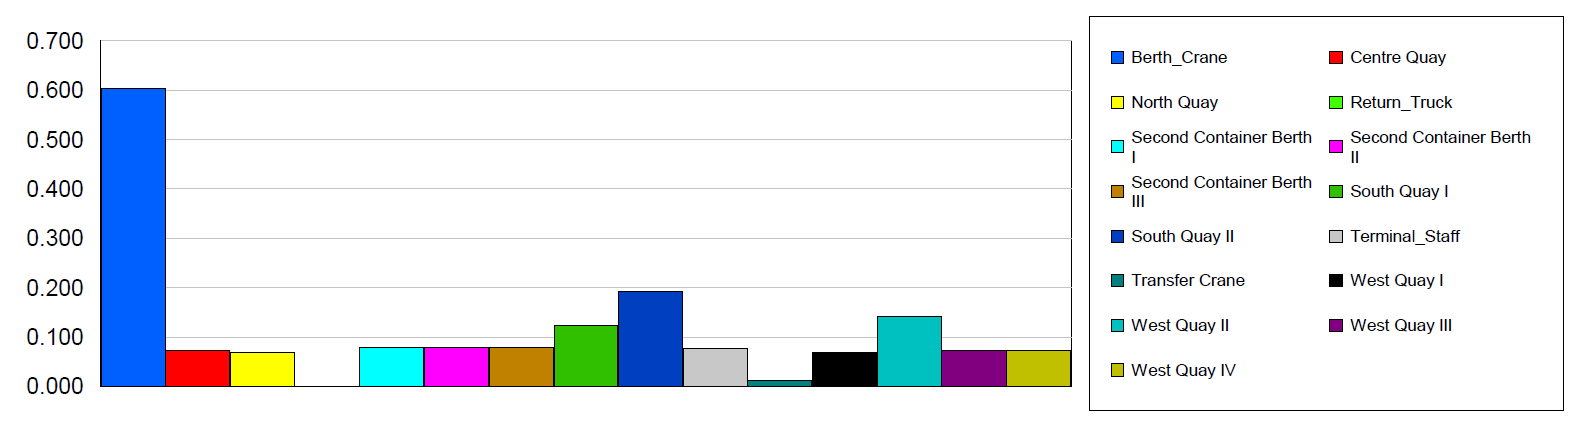 0.700
0.600
0.500
0.400
0.300
0.200
0.100
0.000
Berth_Crane
Centre Quay
North Quay
Return_Truck
Second Container Berth
I
Second Container Berth
II
Second Container Berth
III
South Quay I
South Quay II
Terminal_Staff
Transfer Crane
West Quay I
West Quay II
West Quay III
West Quay IV